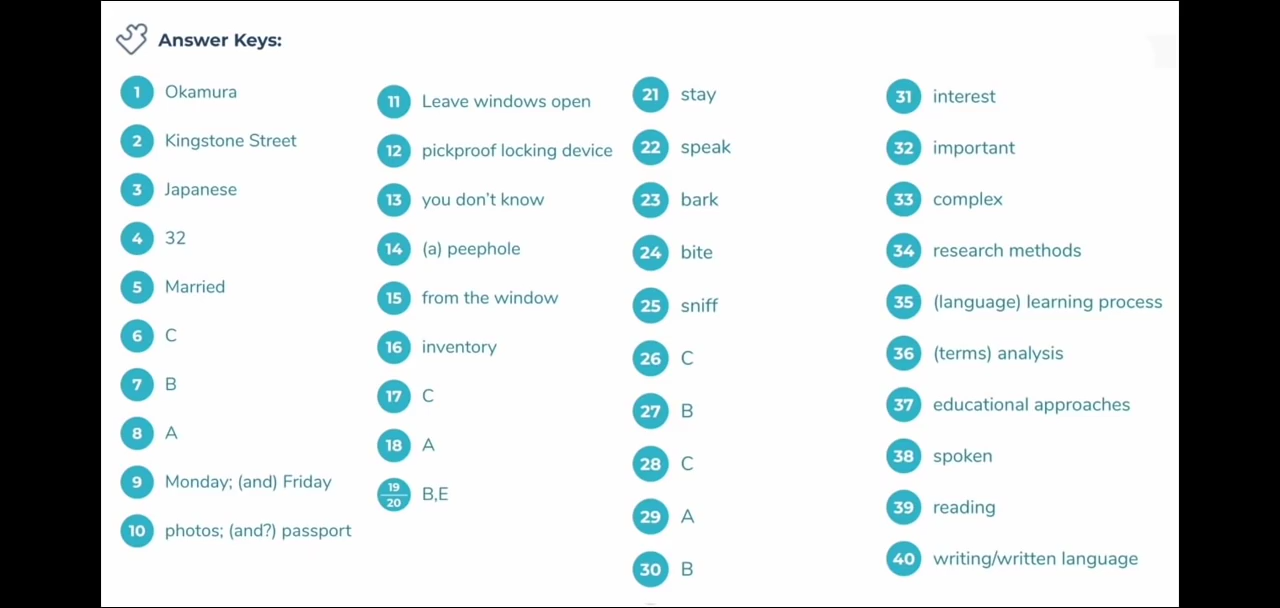 Answer Keys:
1 Okamura
2 Kingstone Street
3 Japanese
4 32
5 Married
6 C
7 B
8 A
9 Monday; (and) Friday
10 photos; (and?) passport
11 Leave windows open
12 pickproof locking device
13 you don't know
14 (a) peephole
15 from the window
16 inventory
17 C
18 A
19
20 B,E
21 stay
22 speak
23 bark
24 bite
25 sniff
26 C
27 B
28 C
29 A
30 B
31 interest
32 important
33 complex
34 research methods
35 (language) learning process
36 (terms) analysis
37 educational approaches
38 spoken
39 reading
40 writing/written language